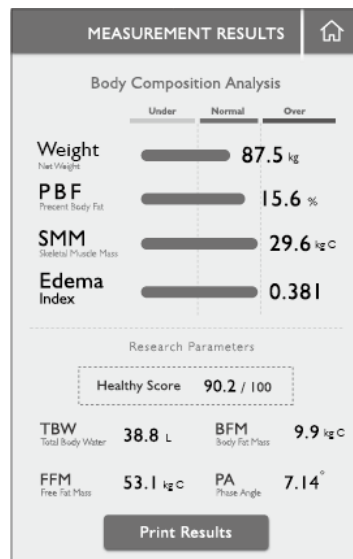 MEASUREMENT RESULTS
Body Composition Analysis
Under Normal Over
Weight 87.5 kg
Net Weight
PBF 15.6 %
Precent Body Fat
SMM 29.6 kg C
Skeletal Muscle Mass
Edema 0.381
Index
Research Parameters
Healthy Score 90.2 / 100
TBW 38.8 L BFM 9.9 kg C
Total Body Water Body Fat Mass
FFM 53.1 kg C PA 7.14°
Free Fat Mass Phase Angle
Print Results